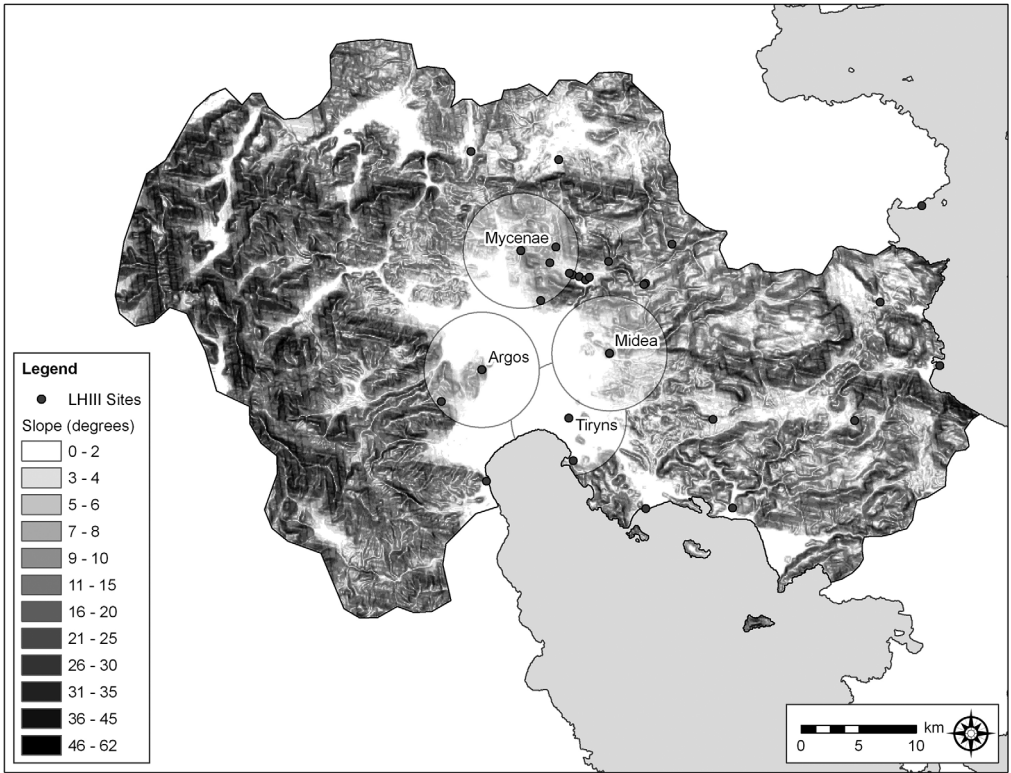 Mycenae
Argos
Midea
Tiryns
Legend
LHIII Sites
Slope (degrees)
0 - 2
3 - 4
5 - 6
7 - 8
9 - 10
11 - 15
16 - 20
21 - 25
26 - 30
31 - 35
36 - 45
46 - 62
km
0 5 10